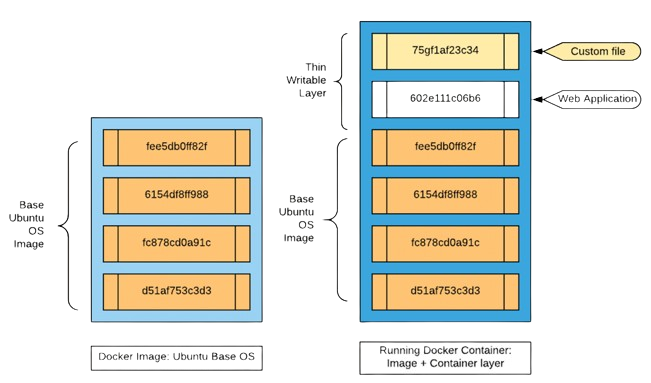 Base
Ubuntu
OS
Image
fee5db0ff82f
6154df8ff988
fc878cd0a91c
d51af753c3d3
Docker Image: Ubuntu Base OS
Thin
Writable
Layer
75gf1af23c34
Custom file
602e111c06b6
Web Application
Base
Ubuntu
OS
Image
fee5db0ff82f
6154df8ff988
fc878cd0a91c
d51af753c3d3
Running Docker Container:
Image + Container layer